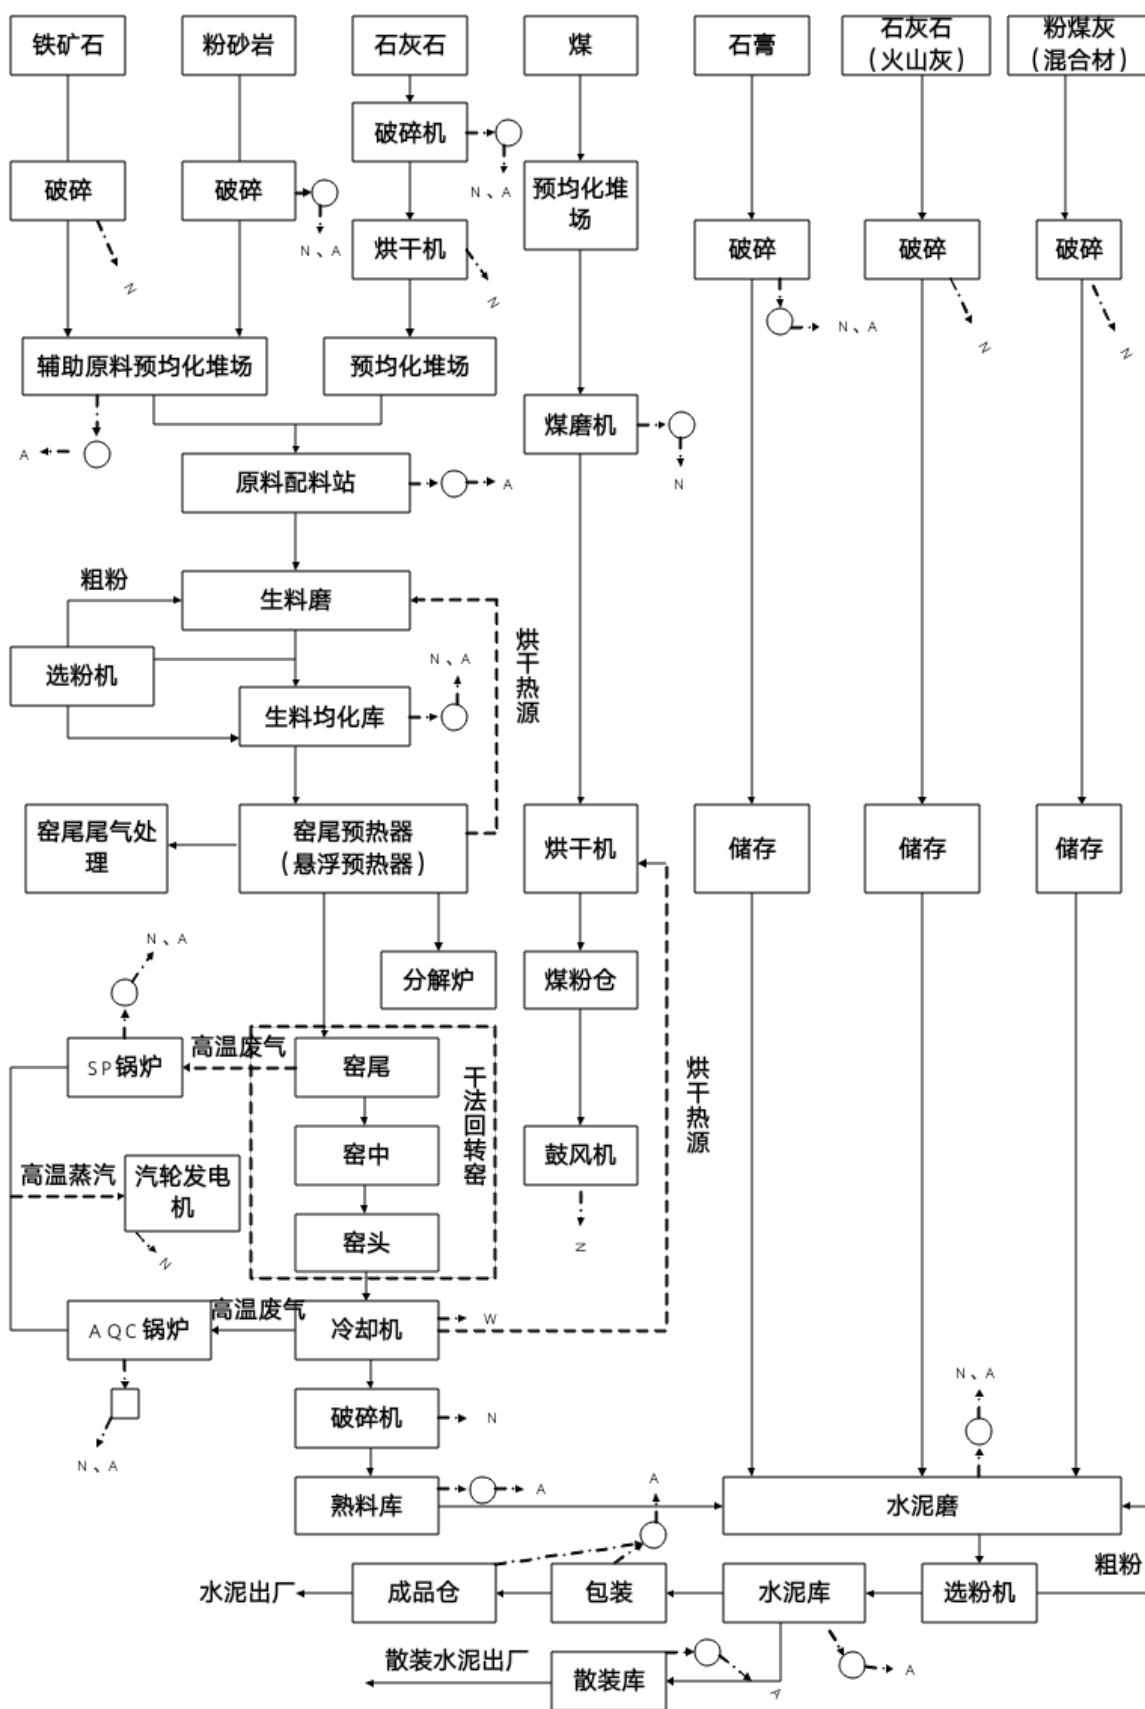 铁矿石
粉砂岩
石灰石
煤
石膏
石灰石
（火山灰）
粉煤灰
（混合材）
破碎机
N、A
破碎
N
破碎
N、A
烘干机
N
预均化堆
场
破碎
N、A
破碎
N
破碎
N
辅助原料预均化堆场
A
预均化堆场
煤磨机
N
原料配料站
A
粗粉
生料磨
烘干热源
选粉机
N、A
生料均化库
窑尾尾气处
理
窑尾预热器
（悬浮预热器）
烘干机
储存
储存
储存
N、A
分解炉
煤粉仓
SP锅炉
高温废气
窑尾
干法回转窑
烘干热源
高温蒸汽
汽轮发电
机
N
窑中
鼓风机
N
窑头
AQC锅炉
高温废气
冷却机
W
N、A
破碎机
N
N、A
熟料库
A
A
水泥磨
粗粉
水泥出厂
成品仓
包装
水泥库
选粉机
A
散装水泥出厂
散装库
A